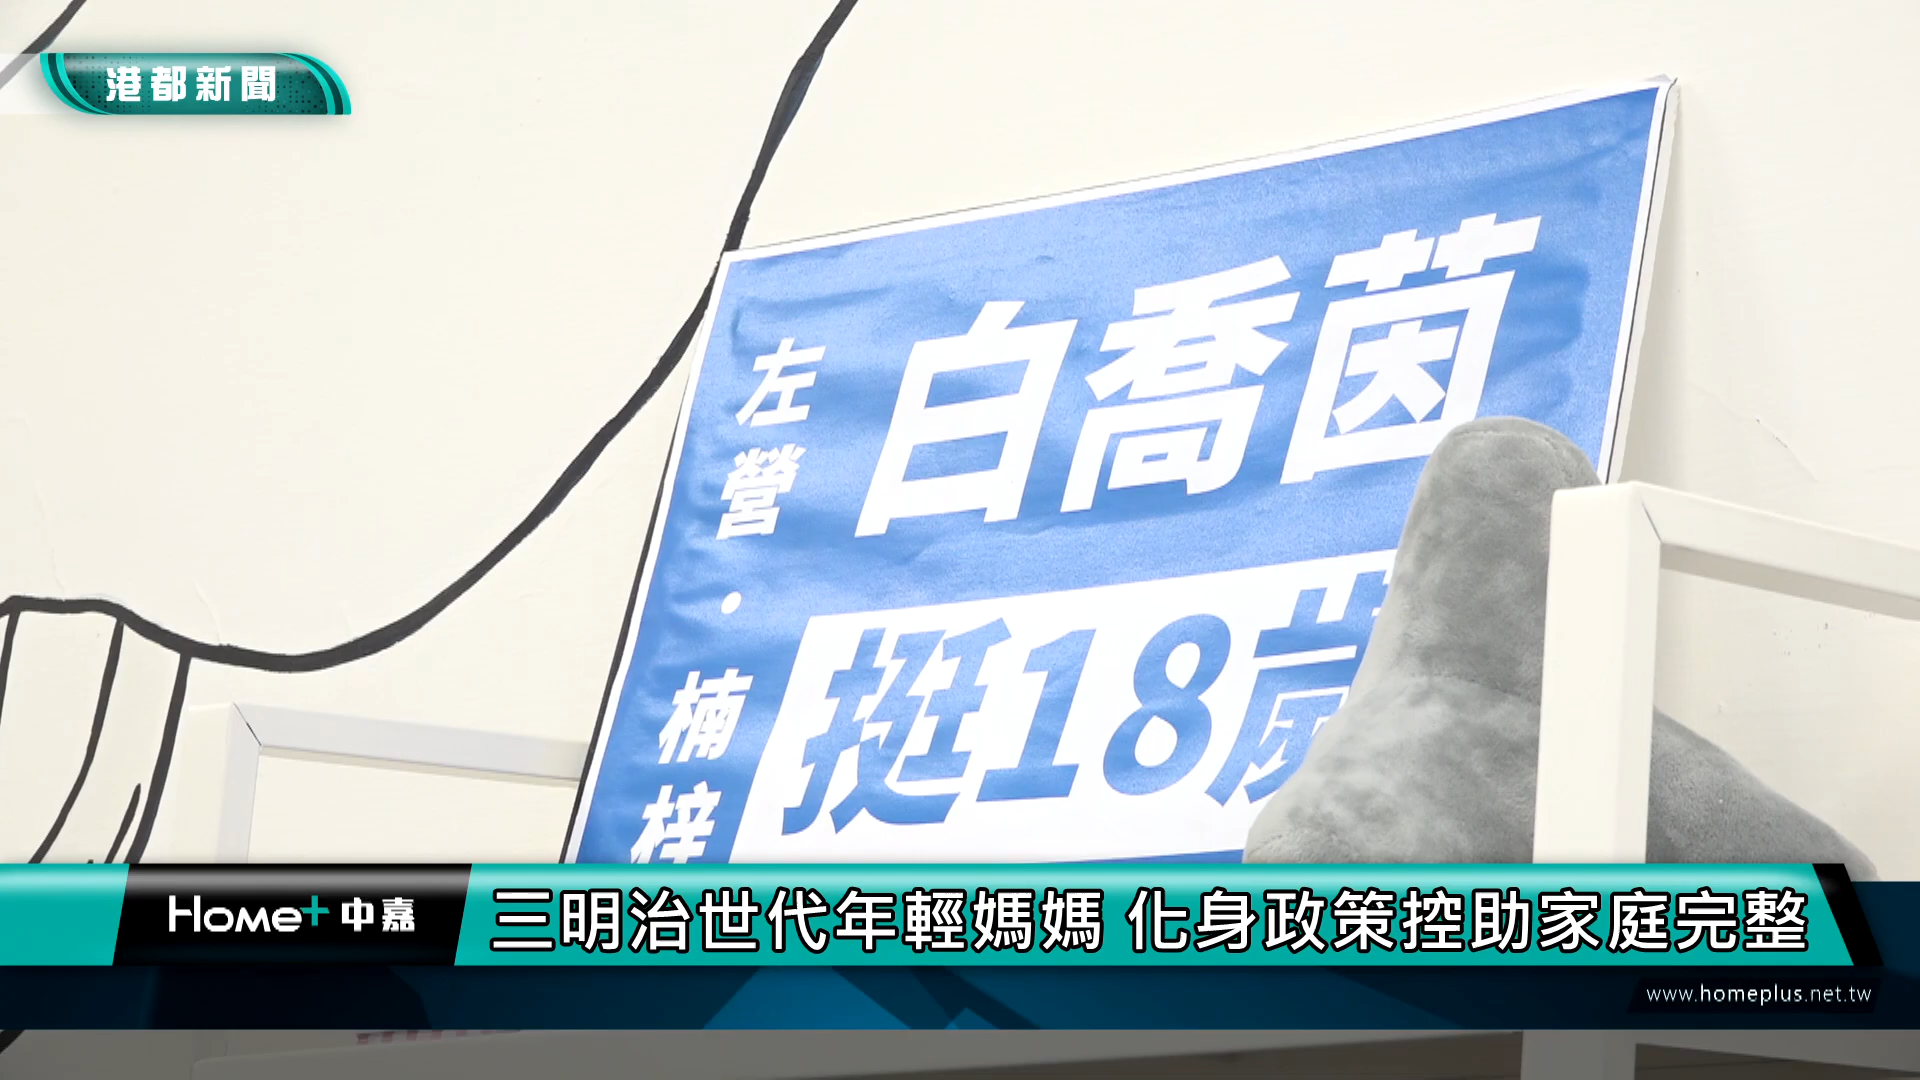 港都新聞
白喬茵
左營·楠梓
挺18歲
Home+ 中嘉
三明治世代年輕媽媽 化身政策控助家庭完整
www.homeplus.net.tw